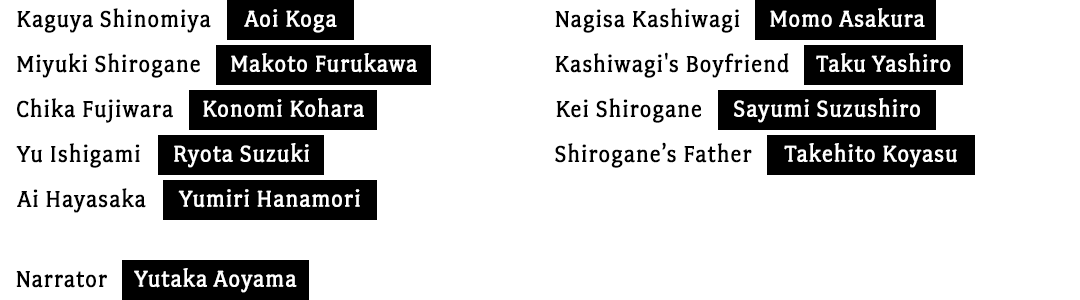 Kaguya Shinomiya Aoi Koga
Miyuki Shirogane Makoto Furukawa
Chika Fujiwara Konomi Kohara
Yu Ishigami Ryota Suzuki
Ai Hayasaka Yumiri Hanamori
Narrator Yutaka Aoyama
Nagisa Kashiwagi Momo Asakura
Kashiwagi's Boyfriend Taku Yashiro
Kei Shirogane Sayumi Suzushiro
Shirogane’s Father Takehito Koyasu